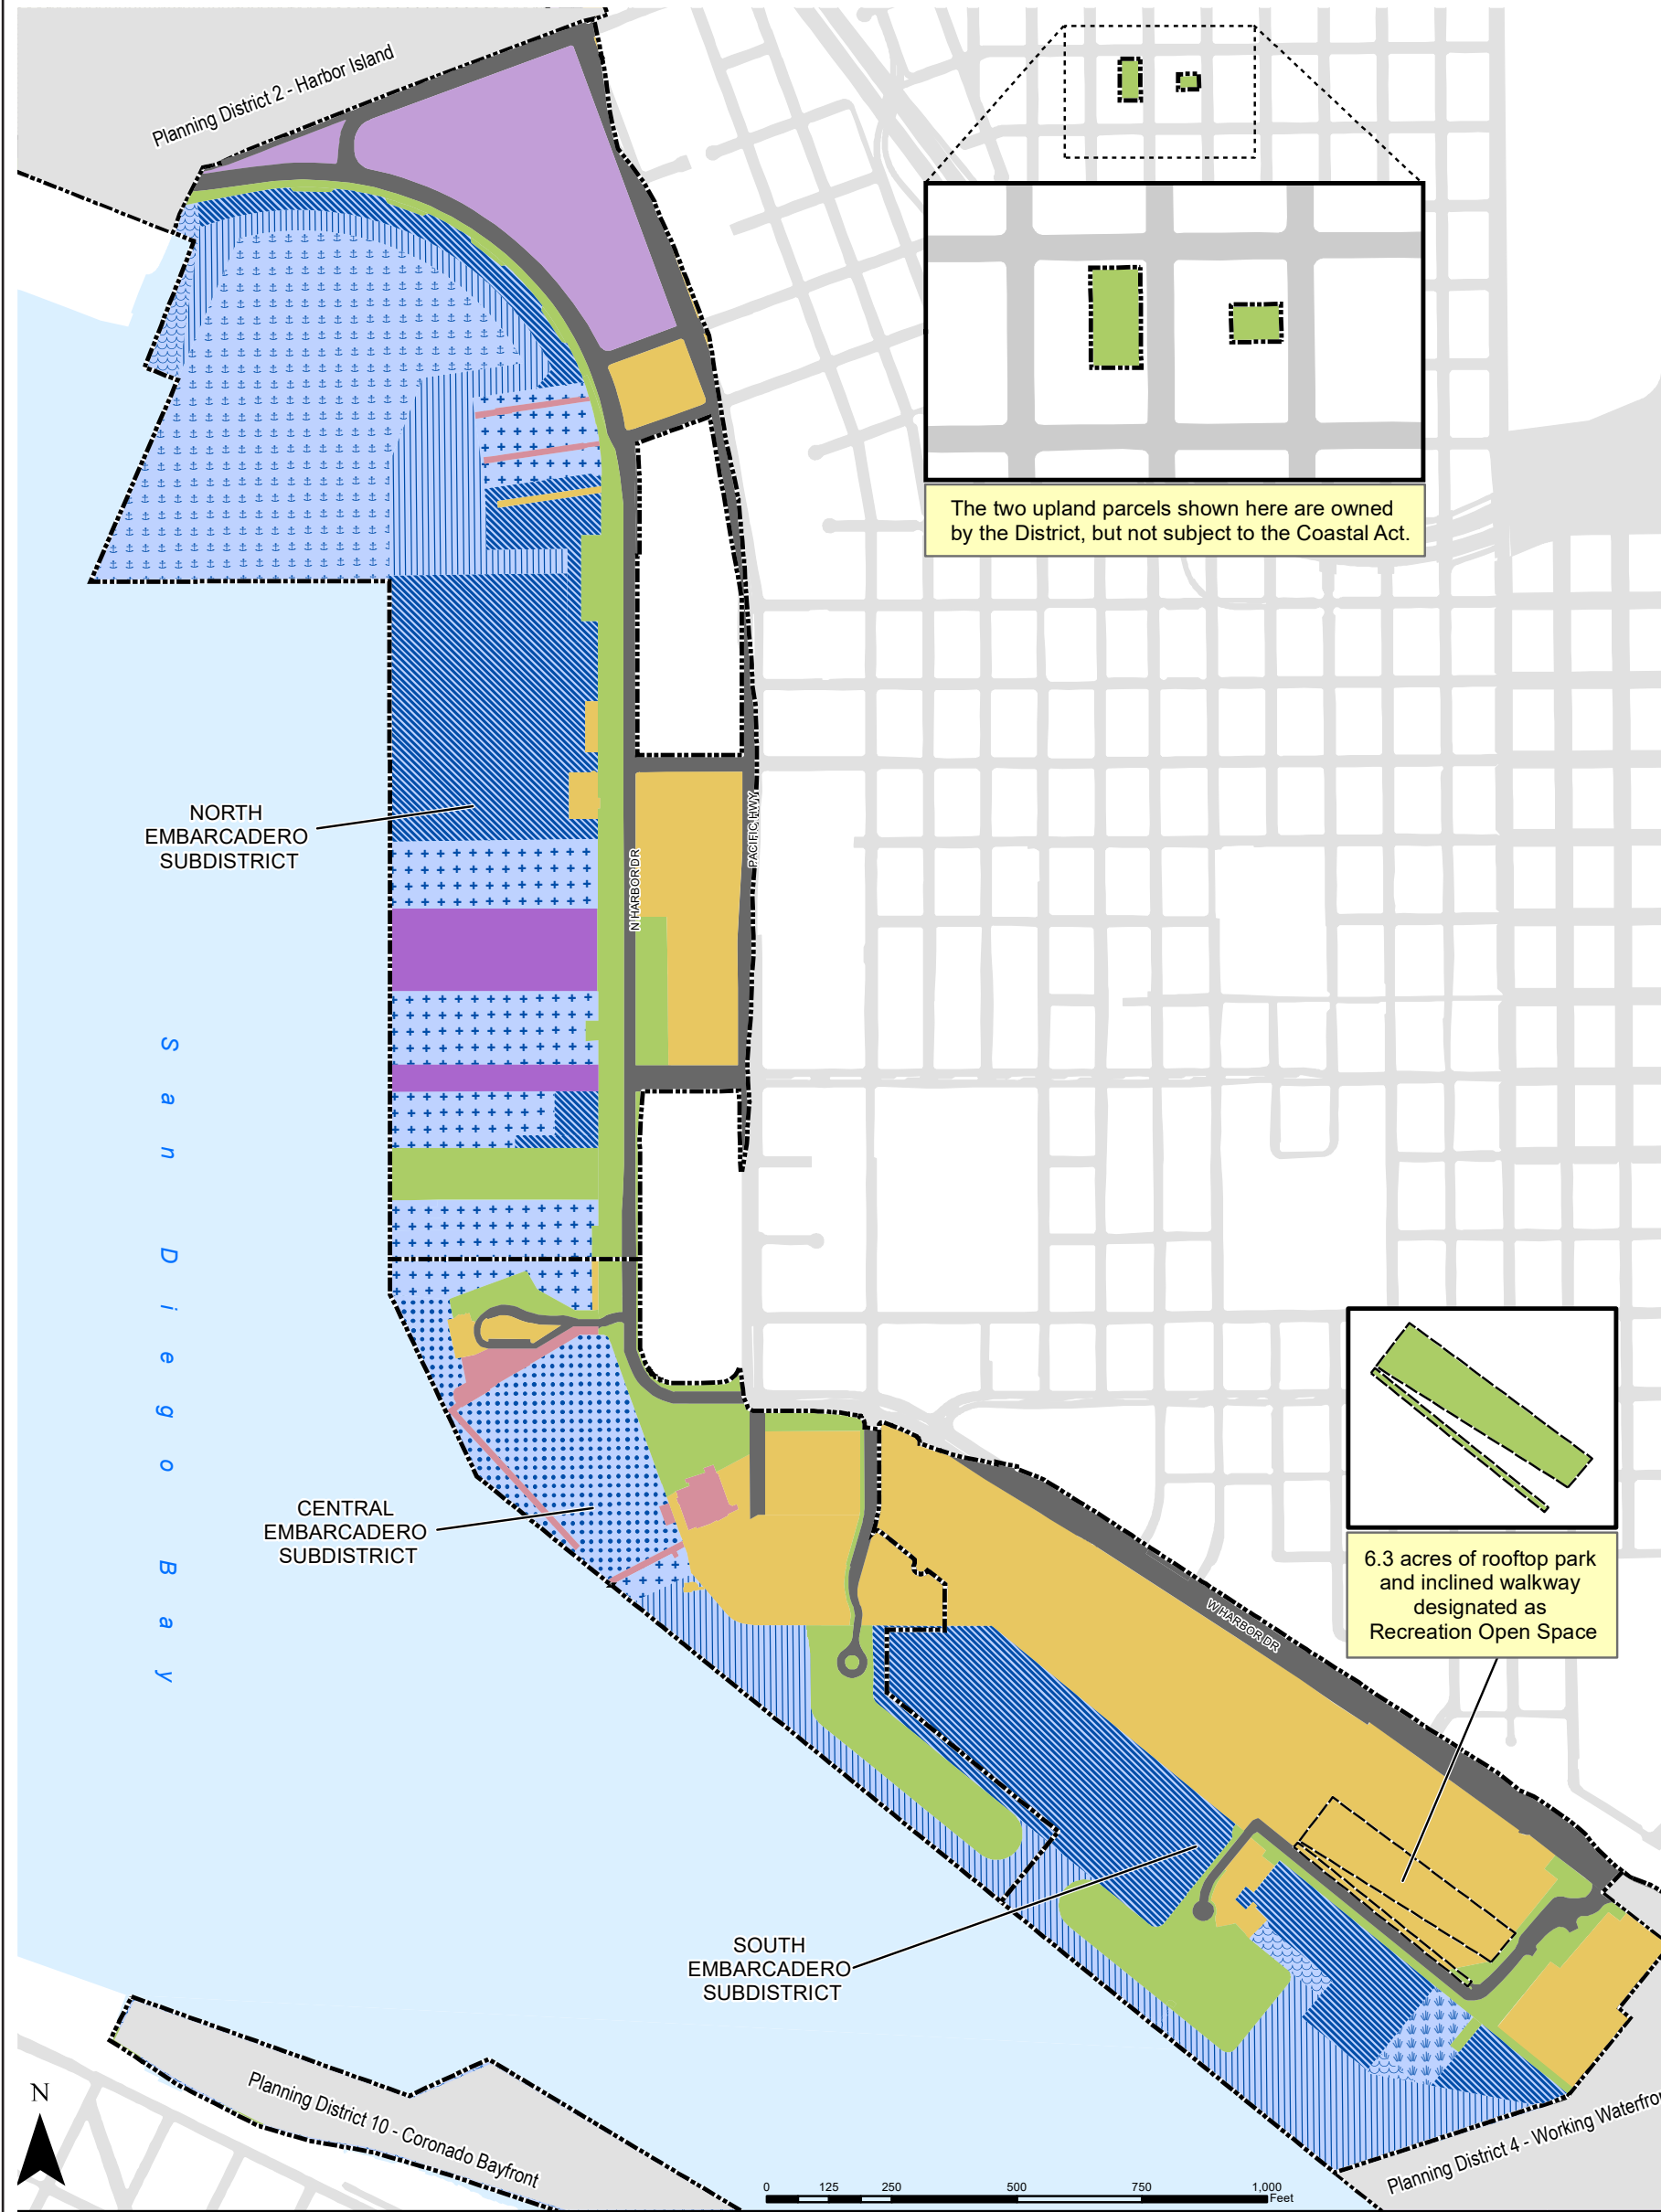 Planning District 2 - Harbor Island
The two upland parcels shown here are owned
by the District, but not subject to the Coastal Act.
NORTH
EMBARCADERO
SUBDISTRICT
N HARBOR DR
PACIFIC HWY
San Diego Bay
CENTRAL
EMBARCADERO
SUBDISTRICT
6.3 acres of rooftop park
and inclined walkway
designated as
Recreation Open Space
W HARBOR DR
SOUTH
EMBARCADERO
SUBDISTRICT
Planning District 10 - Coronado Bayfront
Planning District 4 - Working
N
0 125 250 500 750 1,000
Feet